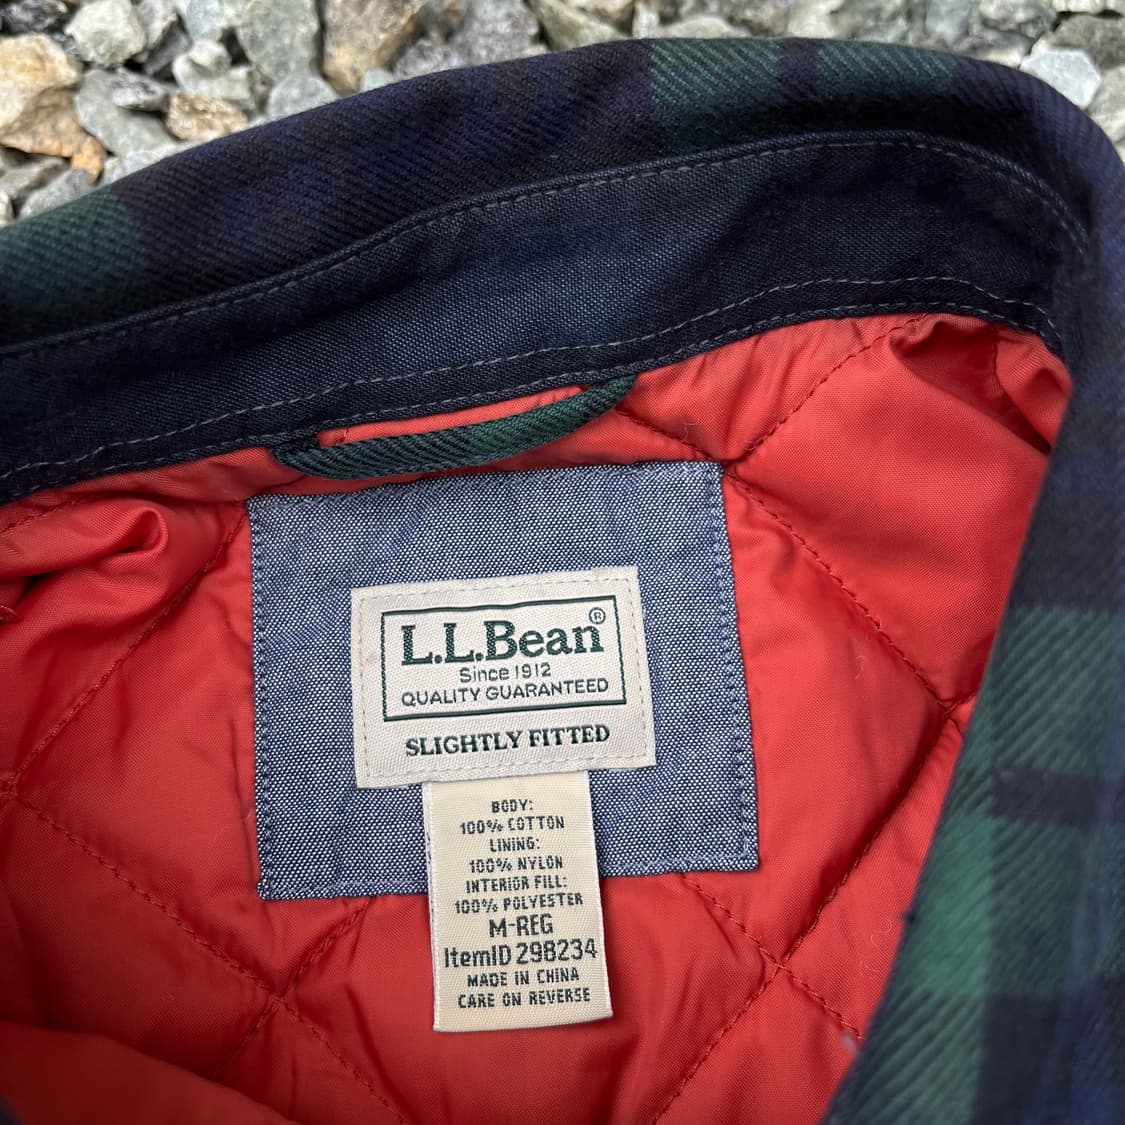 L.L.Bean®
Since 1912
QUALITY GUARANTEED
SLIGHTLY FITTED
BODY:
100% COTTON
LINING:
100% NYLON
INTERIOR FILL:
100% POLYESTER
M-REG
ItemID 298234
MADE IN CHINA
CARE ON REVERSE